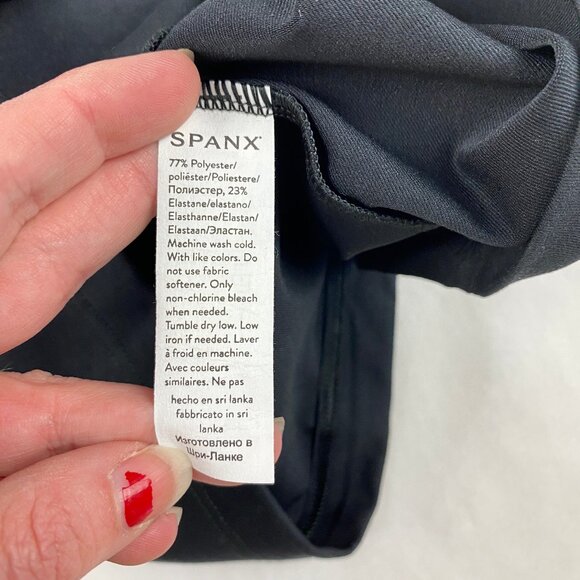 SPANX
77% Polyester/
poliéster/Poliestere/
Полиэстер, 23%
Elastane/elastano/
Elasthanne/Elastan/
Elastaan/Эластан.
Machine wash cold.
With like colors. Do
not use fabric
softener. Only
non-chlorine bleach
when needed.
Tumble dry low. Low
iron if needed. Laver
à froid en machine.
Avec couleurs
similaires. Ne pas
hecho en sri lanka
fabbricato in sri
lanka
Изготовлено в
Шри-Ланке